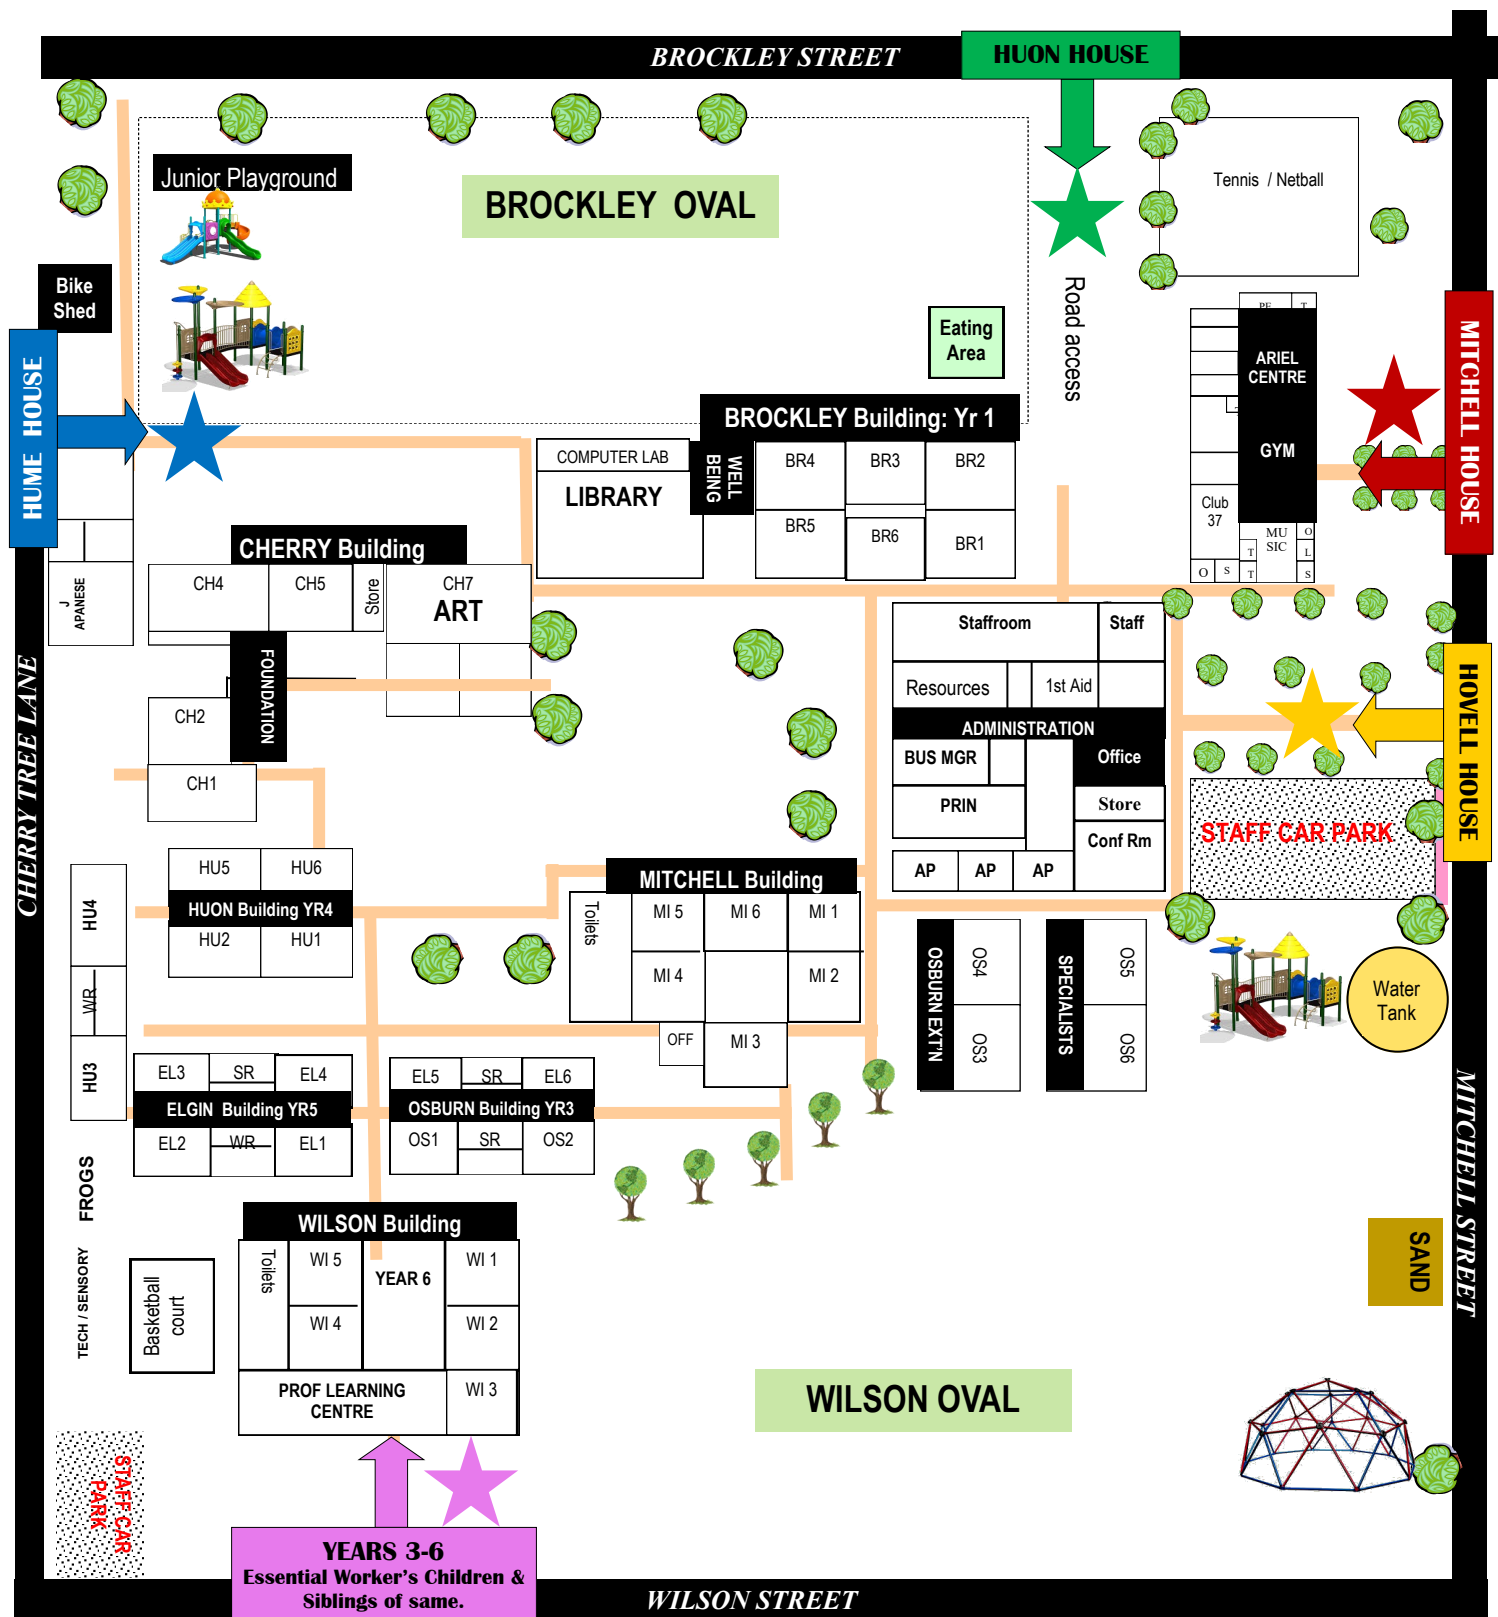 BROCKLEY STREET
HUON HOUSE
Junior Playground
BROCKLEY  OVAL
Tennis  / Netball
Bike
Shed
Road access
Eating
Area
PE
T
ARIEL
CENTRE
GYM
MITCHELL HOUSE
HUME  HOUSE
BROCKLEY Building: Yr 1
COMPUTER LAB
LIBRARY
WELL
BEING
BR4
BR3
BR2
BR5
BR6
BR1
Club
37
MU
SIC
O
L
S
T
T
O
S
CHERRY Building
J
APANESE
CH4
CH5
Store
CH7
ART
FOUNDATION
CH2
CH1
Staffroom
Staff
Resources
1st Aid
ADMINISTRATION
BUS MGR
Office
PRIN
Store
Conf Rm
AP
AP
AP
HOVELL  HOUSE
STAFF CAR PARK
CHERRY TREE LANE
HU5
HU6
HUON Building YR4
HU2
HU1
HU4
WR
HU3
MITCHELL Building
Toilets
MI 5
MI 6
MI 1
MI 4
MI 2
OFF
MI 3
OSBURN EXT'N
OS4
OS3
SPECIALISTS
OS5
OS6
Water
Tank
EL3
SR
EL4
ELGIN  Building YR5
EL2
WR
EL1
EL5
SR
EL6
OSBURN Building YR3
OS1
SR
OS2
MITCHELL STREET
FROGS
TECH / SENSORY
Basketball
court
WILSON Building
Toilets
WI 5
YEAR 6
WI 1
WI 4
WI 2
PROF LEARNING
CENTRE
WI 3
SAND
WILSON OVAL
STAFF CAR
PARK
YEARS 3-6
Essential Worker's Children &
Siblings of same.
WILSON STREET